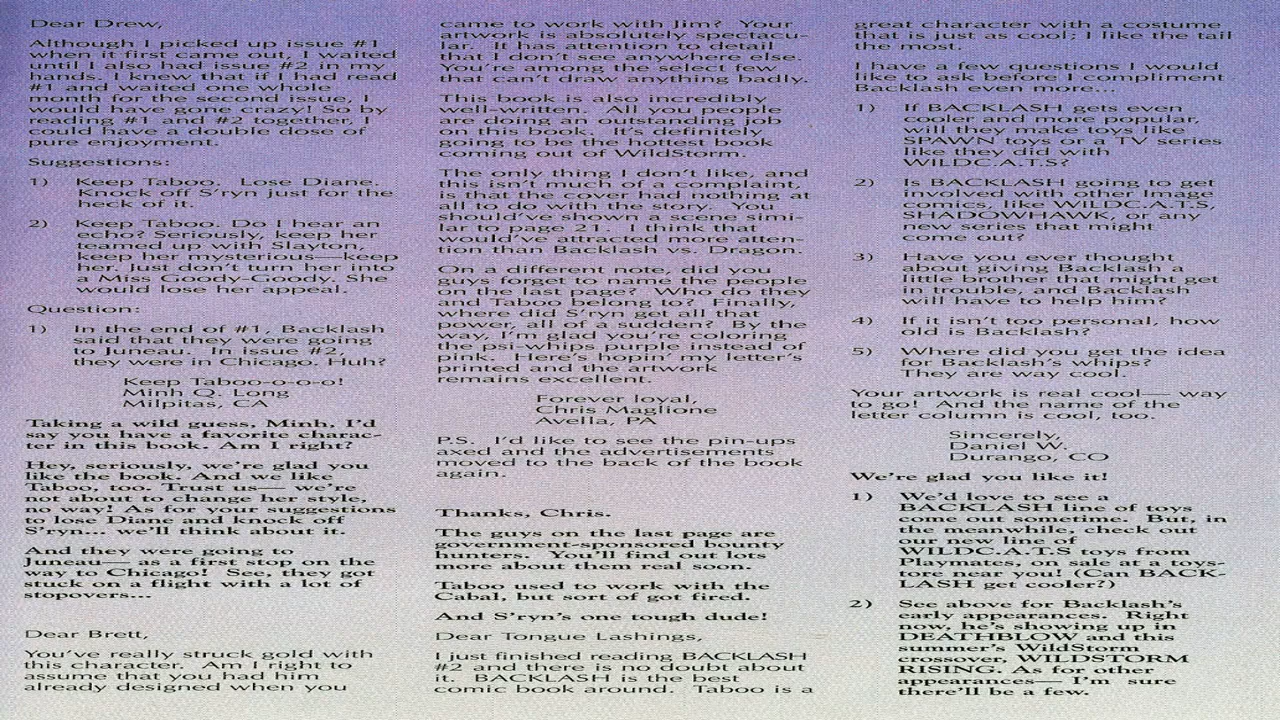 Dear Drew,
Although I picked up issue #1
when it first came out, I waited
until I also had issue #2 in my
hands. I knew that if I had read
#1 and waited one whole
month for the second issue, I
would have gone crazy! So by
reading #1 and #2 together, I
could have a double dose of
pure enjoyment.
Suggestions:
1) Keep Taboo. Lose Diane.
Knock off S'ryn just for the
heck of it.
2) Keep Taboo. Do I hear an
echo? Seriously, keep her
teamed up with Slayton,
keep her mysterious—keep
her. Just don't turn her into
a Miss Goody Goody. She
would lose her appeal.
Question:
1) In the end of #1, Backlash
said that they were going
to Juneau. In issue #2,
they were in Chicago. Huh?
Keep Taboo-o-o-o!
Minh Q. Long
Milpitas, CA
Taking a wild guess, Minh, I'd
say you have a favorite charac-
ter in this book. Am I right?
Hey, seriously, we're glad you
like the book. And we like
Taboo, too. Trust us— we're
not about to change her style,
no way! As for your suggestions
to lose Diane and knock off
S'ryn... we'll think about it.
And they were going to
Juneau— as a first stop on the
way to Chicago! See, they got
stuck on a flight with a lot of
stopovers...
Dear Brett,
You've really struck gold with
this character. Am I right to
assume that you had him
already designed when you
came to work with Jim? Your
artwork is absolutely spectacu-
lar. It has attention to detail
that I don't see anywhere else.
You're among the select few
that can't draw anything badly.
This book is also incredibly
well-written. All you people
are doing an outstanding job
on this book. It's definitely
going to be the hottest book
coming out of WildStorm.
The only thing I don't like, and
this isn't much of a complaint,
is that the cover had nothing at
all to do with the story. You
should've shown a scene simi-
lar to page 21. I think that
would've attracted more atten-
tion than Backlash vs. Dragon.
On a different note, did you
guys forget to name the people
on the last page? Who do they
and Taboo belong to? Finally,
where did S'ryn get all that
power, all of a sudden? By the
way, I'm glad you're coloring
the psi-whips purple instead of
pink. Here's hopin' my letter's
printed and the artwork
remains excellent.
Forever loyal,
Chris Maglione
Avella, PA
P.S. I'd like to see the pin-ups
axed and the advertisements
moved to the back of the book
again.
Thanks, Chris.
The guys on the last page are
government-sponsored bounty
hunters. You'll find out lots
more about them real soon.
Taboo used to work with the
Cabal, but sort of got fired.
And S'ryn's one tough dude!
Dear Tongue Lashings,
I just finished reading BACKLASH
#2 and there is no doubt about
it. BACKLASH is the best
comic book around. Taboo is a
great character with a costume
that is just as cool; I like the tail
the most.
I have a few questions I would
like to ask before I compliment
Backlash even more...
1) If BACKLASH gets even
cooler and more popular,
will they make toys like
SPAWN toys or a TV series
like they did with
WILDC.A.T.S?
2) Is BACKLASH going to get
involved with other Image
comics, like WILDC.A.T.S,
SHADOWHAWK, or any
new series that might
come out?
3) Have you ever thought
about giving Backlash a
little brother that might get
in trouble, and Backlash
will have to help him?
4) If it isn't too personal, how
old is Backlash?
5) Where did you get the idea
for Backlash's whips?
They are way cool.
Your artwork is real cool— way
to go! And the name of the
letter column is cool, too.
Sincerely,
Daniel W.
Durango, CO
We're glad you like it!
1) We'd love to see a
BACKLASH line of toys
come out sometime. But, in
the meanwhile, check out
our new line of
WILDC.A.T.S toys from
Playmates, on sale at a toys-
tore near you! (Can BACK-
LASH get cooler?)
2) See above for Backlash's
early appearances. Right
now, he's showing up in
DEATHBLOW and this
summer's WildStorm
crossover, WILDSTORM
RISING. As for other
appearances— I'm sure
there'll be a few.